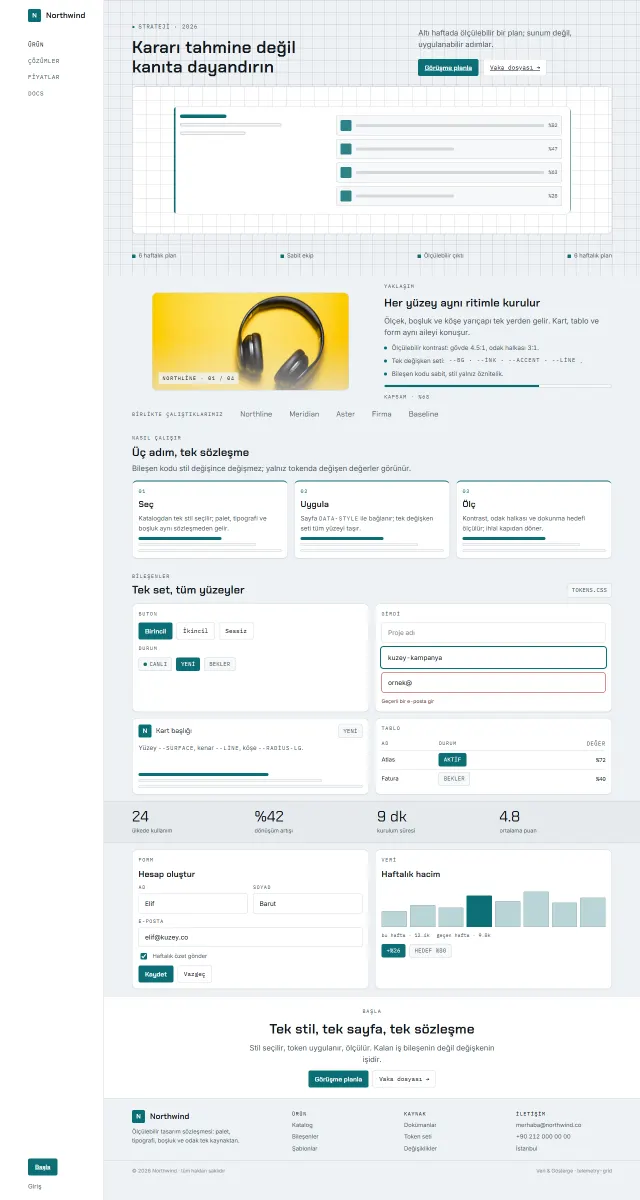 N Northwind
ÜRÜN
ÇÖZÜMLER
FİYATLAR
DOCS
Başla
Giriş
STRATEJİ · 2026
Kararı tahmine değil
kanıta dayandırın
Altı haftada ölçülebilir bir plan; sunum değil,
uygulanabilir adımlar.
Görüşme planla
Vaka dosyası →
%82
%47
%63
%28
6 haftalık plan
Sabit ekip
Ölçülebilir çıktı
6 haftalık plan
NORTHLINE · 01 / 04
YAKLAŞIM
Her yüzey aynı ritimle kurulur
Ölçek, boşluk ve köşe yarıçapı tek yerden gelir. Kart, tablo ve
form aynı aileyi konuşur.
Ölçülebilir kontrast: gövde 4.5:1, odak halkası 3:1.
Tek değişken seti: --BG · --INK · --ACCENT · --LINE .
Bileşen kodu sabit, stil yalnız öznitelik.
KAPSAM · %68
BİRLİKTE ÇALIŞTIKLARIMIZ
Northline
Meridian
Aster
Firma
Baseline
NASIL ÇALIŞIR
Üç adım, tek sözleşme
Bileşen kodu stil değişince değişmez; yalnız tokenda değişen değerler görünür.
01
Seç
Katalogdan tek stil seçilir; palet, tipografi ve
boşluk aynı sözleşmeden gelir.
02
Uygula
Sayfa DATA-STYLE ile bağlanır; tek değişken
seti tüm yüzeyi taşır.
03
Ölç
Kontrast, odak halkası ve dokunma hedefi
ölçülür; ihlal kapıdan döner.
BİLEŞENLER
Tek set, tüm yüzeyler
TOKENS.CSS
BUTON
Birincil
İkincil
Sessiz
DURUM
CANLI
YENİ
BEKLER
GİRDİ
Proje adı
kuzey-kampanya
ornek@
Geçerli bir e-posta gir
N Kart başlığı
YENİ
Yüzey --SURFACE, kenar --LINE, köşe --RADIUS-LG.
TABLO
AD DURUM DEĞER
Atlas AKTİF %72
Fatura BEKLER %40
24
ülkede kullanım
%42
dönüşüm artışı
9 dk
kurulum süresi
4.8
ortalama puan
FORM
Hesap oluştur
AD
SOYAD
Elif
Barut
E-POSTA
elif@kuzey.co
Haftalık özet gönder
Kaydet
Vazgeç
VERİ
Haftalık hacim
bu hafta · 12.4k geçen hafta · 9.8k
+%26
HEDEF %80
BAŞLA
Tek stil, tek sayfa, tek sözleşme
Stil seçilir, token uygulanır, ölçülür. Kalan iş bileşenin değil değişkenin
işidir.
Görüşme planla
Vaka dosyası →
N Northwind
Ölçülebilir tasarım sözleşmesi: palet,
tipografi, boşluk ve odak tek kaynaktan.
ÜRÜN
Katalog
Bileşenler
Şablonlar
KAYNAK
Dokümanlar
Token seti
Değişiklikler
İLETİŞİM
merhaba@northwind.co
+90 212 000 00 00
İstanbul
© 2026 Northwind · tüm hakları saklıdır
Veri & Gösterge · telemetry-grid